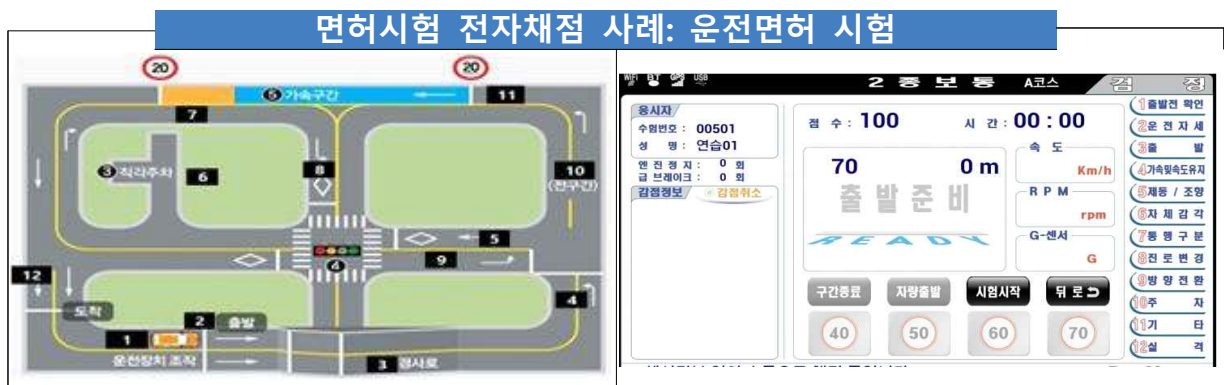 면허시험 전자채점 사례: 운전면허 시험
20
20
5 가속구간
11
7
3 직각주차
6
8
10
(전구간)
5
4
9
12
4
도착
2
출발
1
운전장치 조작
3
경사로
WiFi BT GPS USB
2종보통 A코스 검 정
응시자
수험번호 : 00501
성 명 : 연습01
엔진정지 : 0 회
급브레이크 : 0 회
감점정보 감점취소
점 수 : 100 시 간 : 00 : 00
70 0 m
출발준비
READY
속 도
Km/h
R P M
rpm
G-센서
G
구간종료 차량출발 시험시작 뒤로
40 50 60 70
1 출발전 확인
2 운전자세
3 출 발
4 가속및속도유지
5 제동 / 조양
6 자체감각
7 통행구분
8 진로변경
9 방향전환
10 주 차
11 기 타
12 실 격